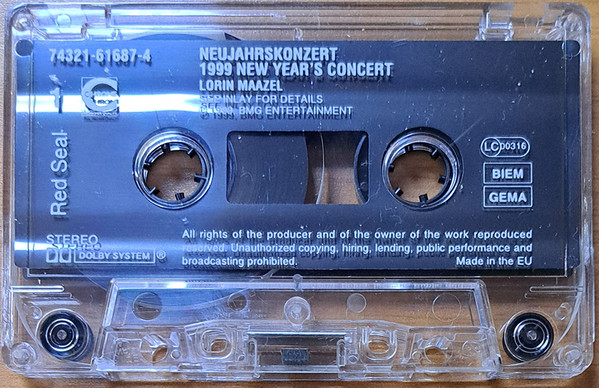 74321-61687-4
NEUJAHRSKONZERT
1999 NEW YEAR'S CONCERT
LORIN MAAZEL
SEE INLAY FOR DETAILS
℗ 1999, BMG ENTERTAINMENT
1
Red Seal
LC 00316
BIEM
GEMA
STEREO
DOLBY SYSTEM ®
All rights of the producer and of the owner of the work reproduced
reserved. Unauthorized copying, hiring, lending, public performance and
broadcasting prohibited.
Made in the EU